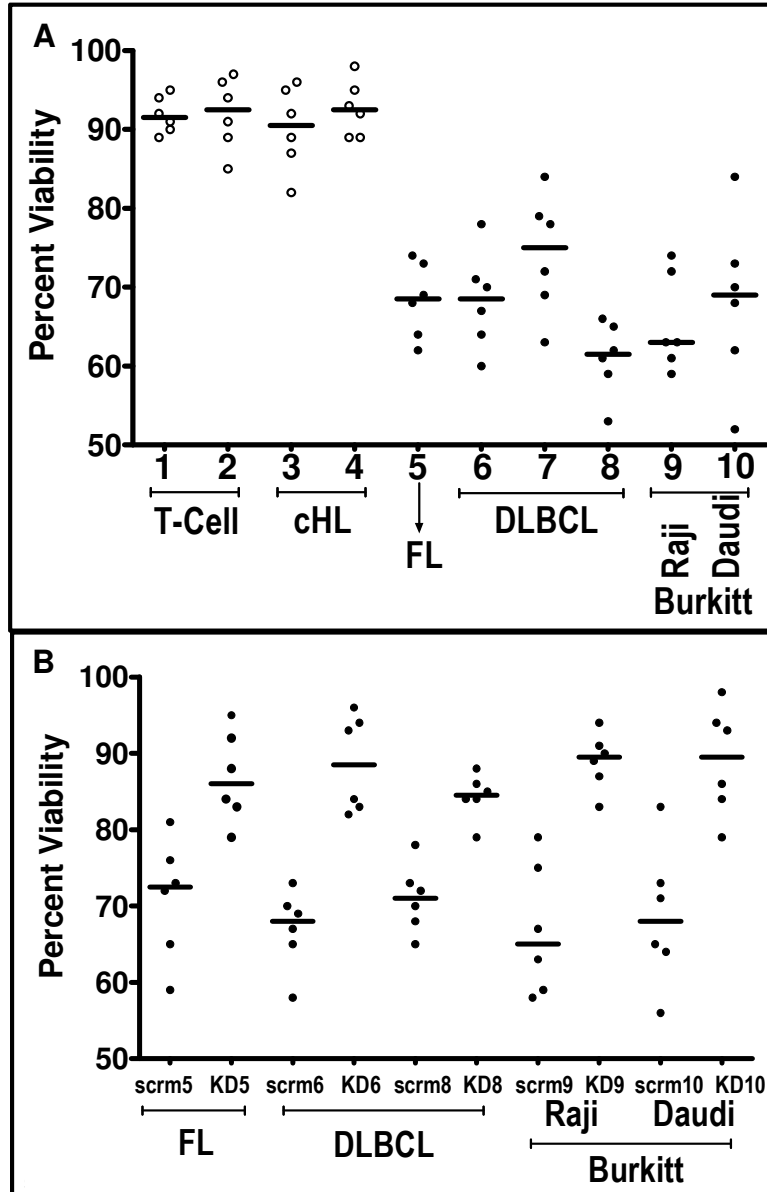 A
Percent Viability
100
90
80
70
60
50
1 2 3 4 5 6 7 8 9 10
T-Cell cHL FL DLBCL Raji Daudi
Burkitt
B
Percent Viability
100
90
80
70
60
50
scrm5 KD5 scrm6 KD6 scrm8 KD8 scrm9 KD9 scrm10 KD10
FL DLBCL Raji Daudi
Burkitt